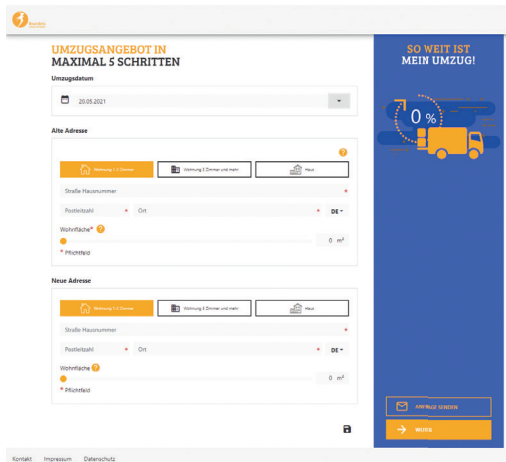 UMZUGSANGEBOT IN
MAXIMAL 5 SCHRITTEN
Umzugsdatum
20.05.2021
Alte Adresse
?
Wohnung 1-2 Zimmer
Wohnung 3 Zimmer und mehr
Haus
Straße Hausnummer *
Postleitzahl * Ort * DE
Wohnfläche* ?
0 m²
* Pflichtfeld
Neue Adresse
Wohnung 1-2 Zimmer
Wohnung 3 Zimmer und mehr
Haus
Straße Hausnummer *
Postleitzahl * Ort * DE
Wohnfläche ?
0 m²
* Pflichtfeld
SO WEIT IST
MEIN UMZUG!
0 %
ANFRAGE SENDEN
WEITER
Kontakt Impressum Datenschutz